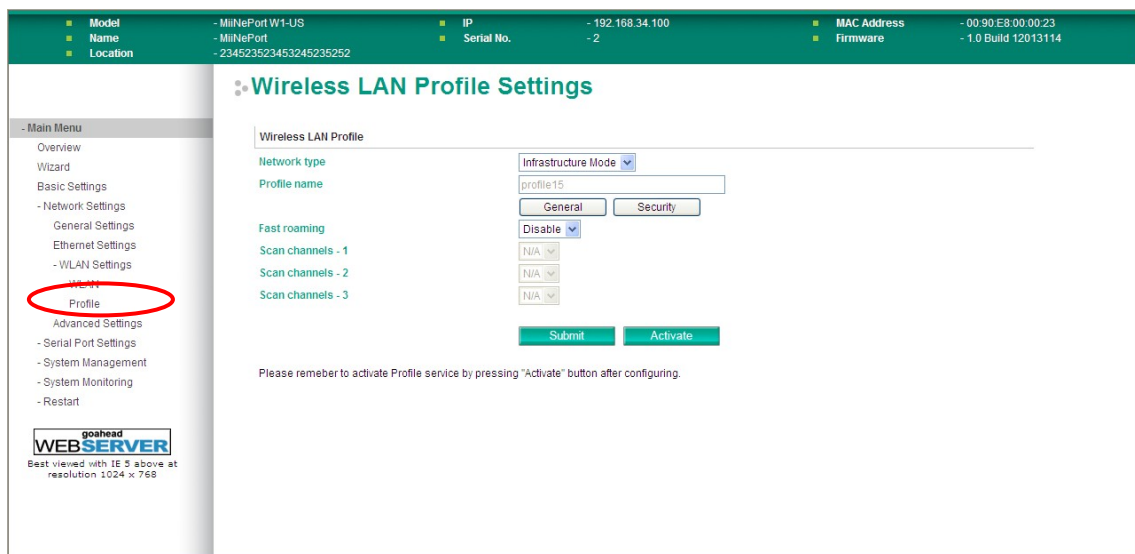 Model - MiiNePort W1-US IP - 192.168.34.100 MAC Address - 00:90:E8:00:00:23
Name - MiiNePort Serial No. - 2 Firmware - 1.0 Build 12013114
Location - 234523523453245235252
Wireless LAN Profile Settings
- Main Menu
Overview
Wizard
Basic Settings
- Network Settings
General Settings
Ethernet Settings
- WLAN Settings
WLAN
Profile
Advanced Settings
- Serial Port Settings
- System Management
- System Monitoring
- Restart
goahead
WEBSERVER
Best viewed with IE 5 above at
resolution 1024 x 768
Wireless LAN Profile
Network type Infrastructure Mode
Profile name profile15
General Security
Fast roaming Disable
Scan channels - 1 N/A
Scan channels - 2 N/A
Scan channels - 3 N/A
Submit Activate
Please remeber to activate Profile service by pressing "Activate" button after configuring.